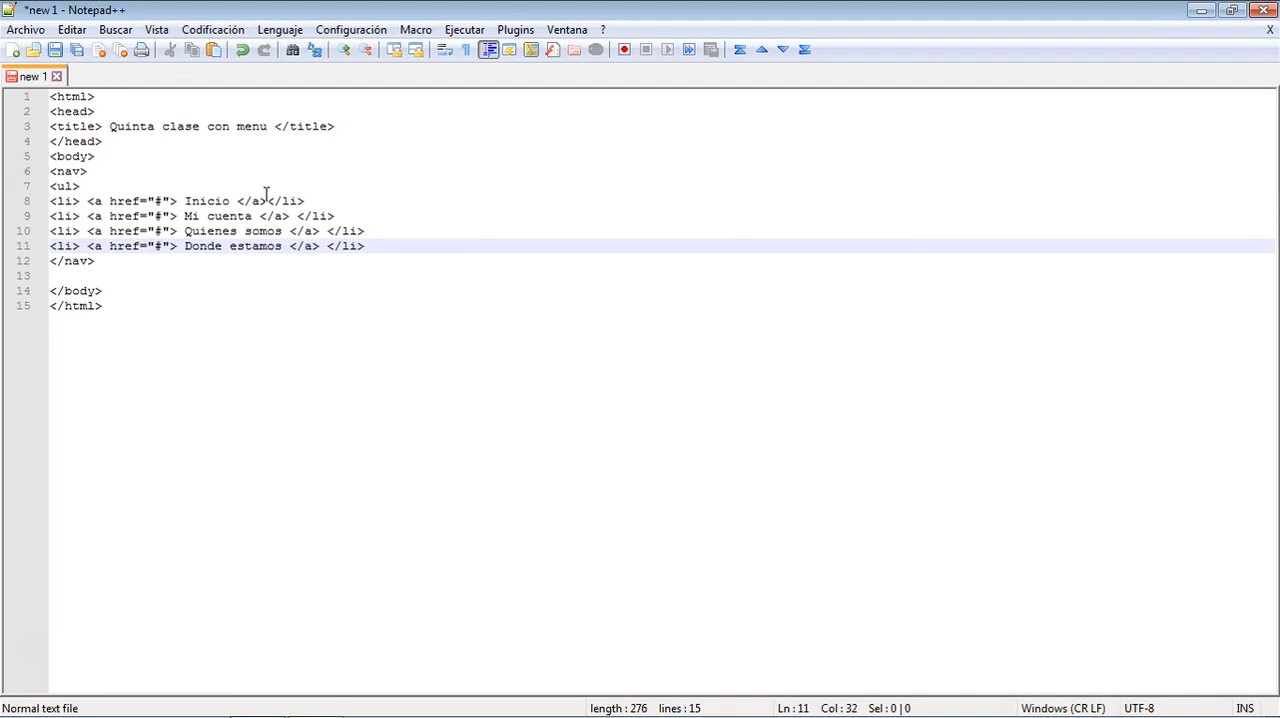 *new 1 - Notepad++
Archivo Editar Buscar Vista Codificación Lenguaje Configuración Macro Ejecutar Plugins Ventana ? X
new 1
1 <html>
2 <head>
3 <title> Quinta clase con menu </title>
4 </head>
5 <body>
6 <nav>
7 <ul>
8 <li> <a href="#"> Inicio </a></li>
9 <li> <a href="#"> Mi cuenta </a> </li>
10 <li> <a href="#"> Quienes somos </a> </li>
11 <li> <a href="#"> Donde estamos </a> </li>
12 </nav>
13
14 </body>
15 </html>
Normal text file length : 276 lines : 15 Ln : 11 Col : 32 Sel : 0 | 0 Windows (CR LF) UTF-8 INS